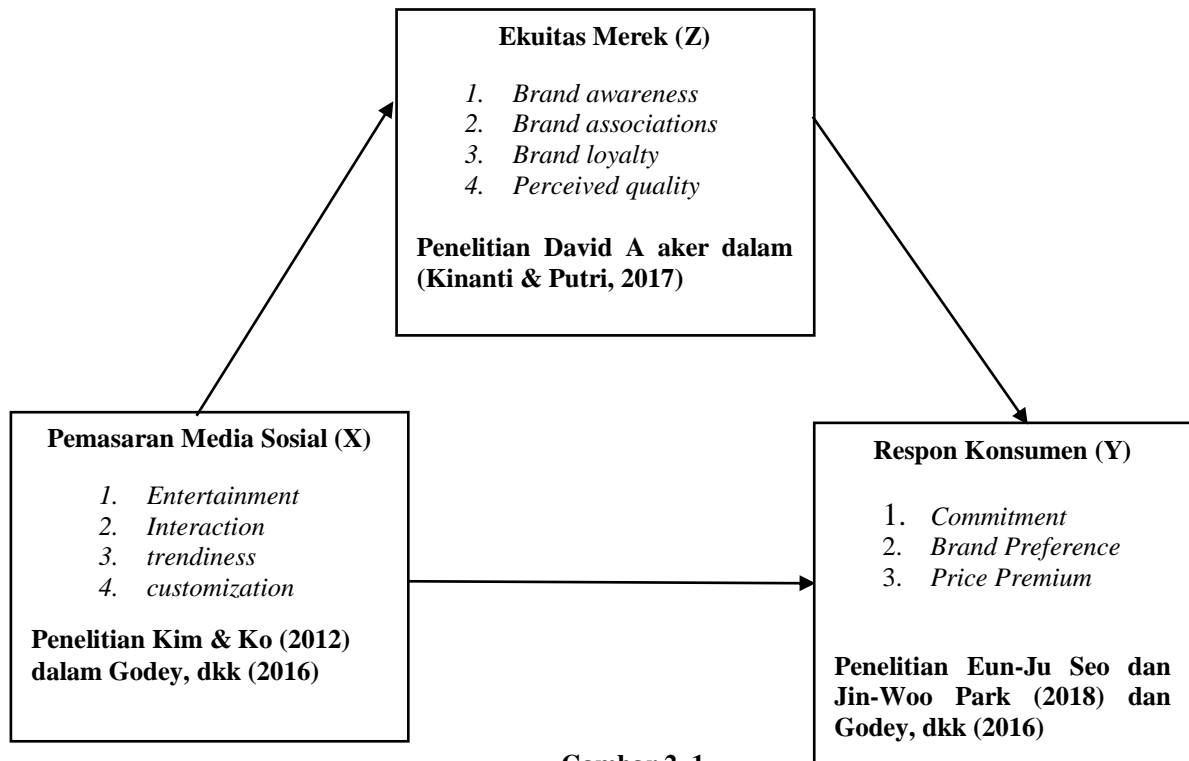 Ekuitas Merek (Z)
1. Brand awareness
2. Brand associations
3. Brand loyalty
4. Perceived quality
Penelitian David A aker dalam
(Kinanti & Putri, 2017)
Pemasaran Media Sosial (X)
1. Entertainment
2. Interaction
3. trendiness
4. customization
Penelitian Kim & Ko (2012)
dalam Godey, dkk (2016)
Respon Konsumen (Y)
1. Commitment
2. Brand Preference
3. Price Premium
Penelitian Eun-Ju Seo dan
Jin-Woo Park (2018) dan
Godey, dkk (2016)
Gambar 2. 1